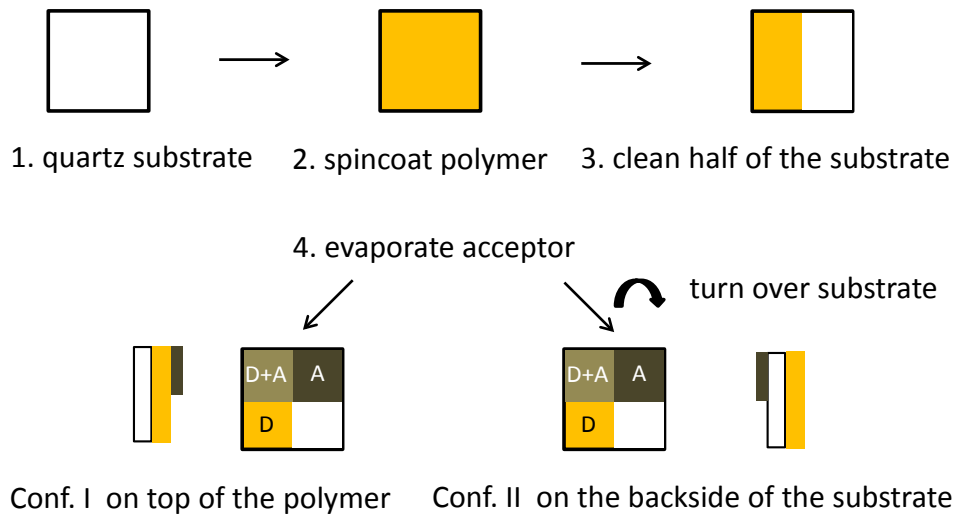 1. quartz substrate
2. spincoat polymer
3. clean half of the substrate
4. evaporate acceptor
turn over substrate
D+A A
D
D+A A
D
Conf. I on top of the polymer
Conf. II on the backside of the substrate